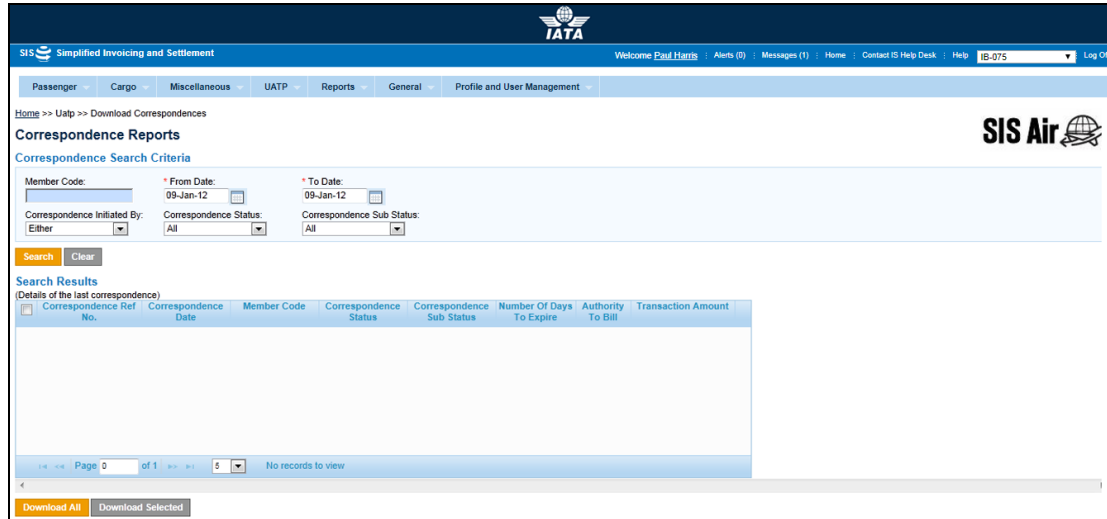 IATA
SIS Simplified Invoicing and Settlement
Welcome Paul Harris : Alerts (0) : Messages (1) : Home : Contact IS Help Desk : Help IB-075 Log Of
Passenger Cargo Miscellaneous UATP Reports General Profile and User Management
Home >> Uatp >> Download Correspondences
Correspondence Reports
SIS Air
Correspondence Search Criteria
Member Code: * From Date: * To Date:
09-Jan-12 09-Jan-12
Correspondence Initiated By: Correspondence Status: Correspondence Sub Status:
Either All All
Search Clear
Search Results
(Details of the last correspondence)
Correspondence Ref Correspondence Member Code Correspondence Correspondence Number Of Days Authority Transaction Amount
No. Date Status Sub Status To Expire To Bill
Page 0 of 1 5 No records to view
Download All Download Selected